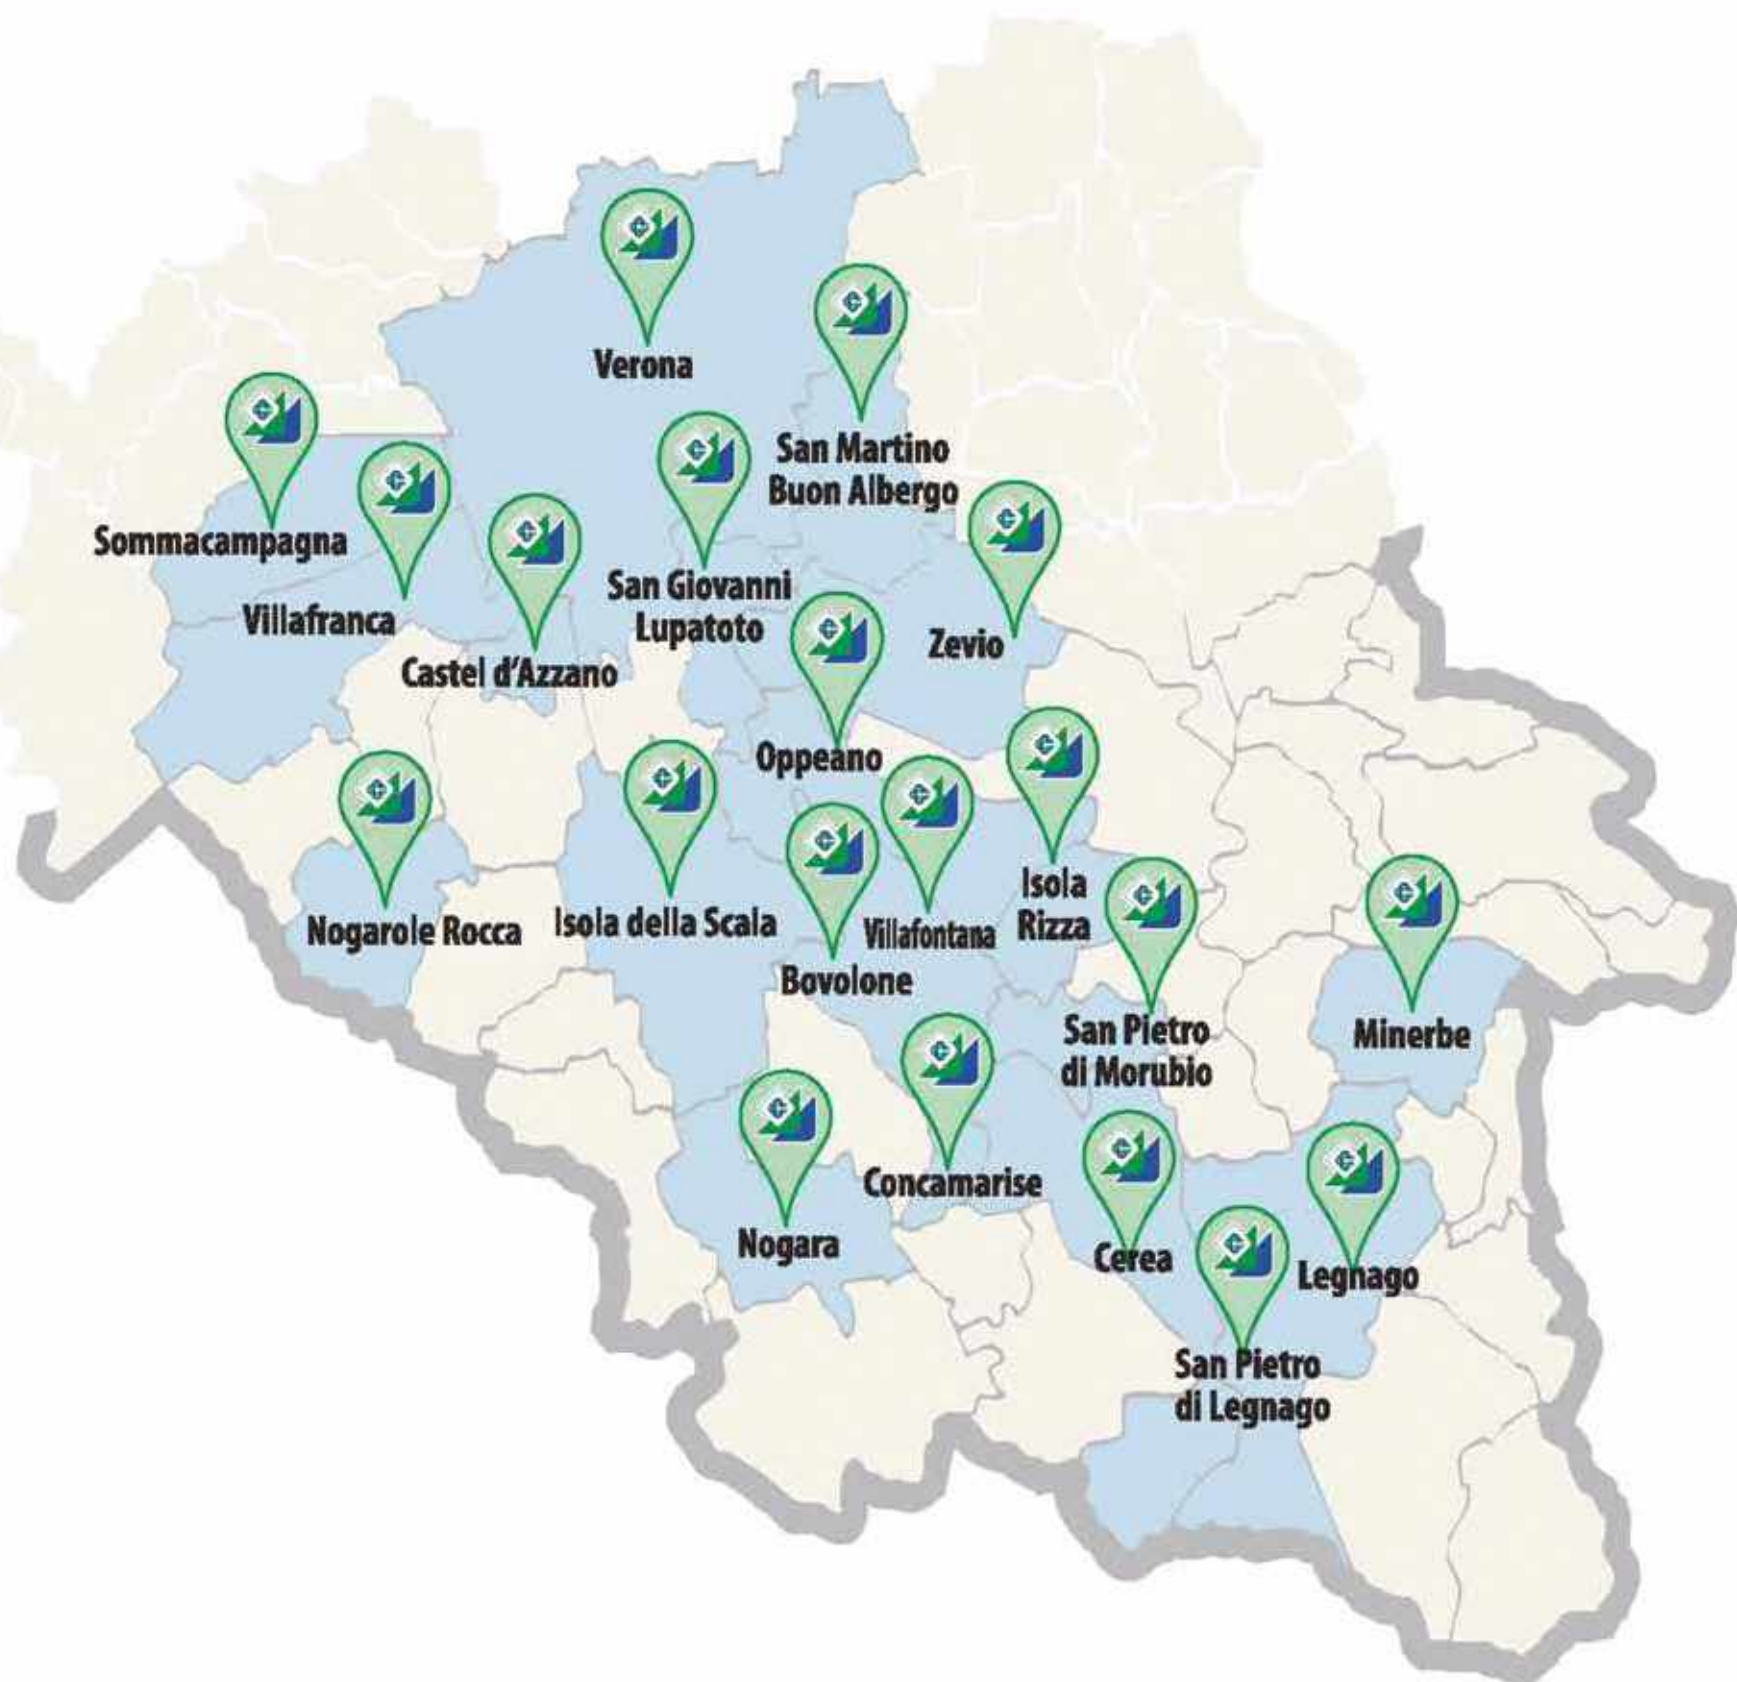 Verona
San Martino
Buon Albergo
Sommacampagna
San Giovanni
Lupatoto
Villafranca
Zevio
Castel d'Azzano
Oppeano
Isola
Rizza
Nogarole Rocca
Isola della Scala
Villafontana
Bovolone
San Pietro
di Morubio
Minerbe
Concamarise
Nogara
Cerea
Legnago
San Pietro
di Legnago